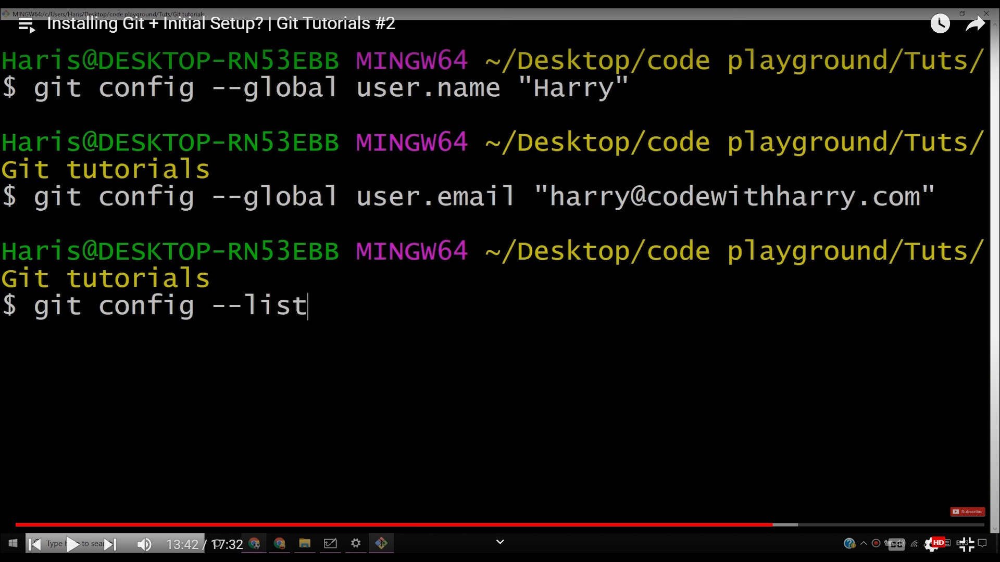 MINGW64:/c/Users/Haris/Desktop/code playground/Tuts/Git tutorials
Installing Git + Initial Setup? | Git Tutorials #2
Haris@DESKTOP-RN53EBB MINGW64 ~/Desktop/code playground/Tuts/
$ git config --global user.name "Harry"
Haris@DESKTOP-RN53EBB MINGW64 ~/Desktop/code playground/Tuts/
Git tutorials
$ git config --global user.email "harry@codewithharry.com"
Haris@DESKTOP-RN53EBB MINGW64 ~/Desktop/code playground/Tuts/
Git tutorials
$ git config --list
Subscribe
Type to sear
13:42 / 17:32
HD
ENG